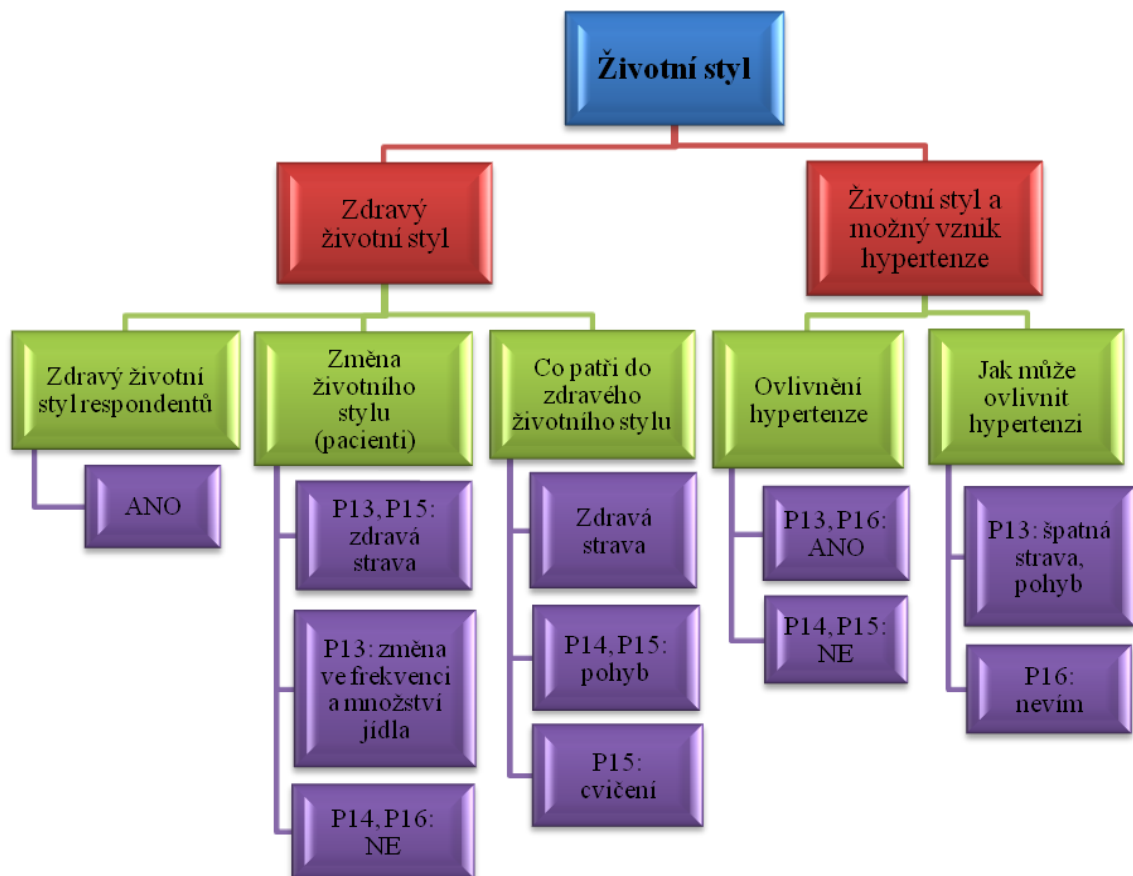 Životní styl
Zdravý
životní styl
Životní styl a
možný vznik
hypertenze
Zdravý životní
styl respondentů
Změna
životního
stylu
(pacienti)
Co patři do
zdravého
životního stylu
Ovlivnění
hypertenze
Jak může
ovlivnit
hypertenzi
ANO
P13, P15:
zdravá
strava
P13: změna
ve frekvenci
a množství
jídla
P14, P16:
NE
Zdravá
strava
P14, P15:
pohyb
P15:
cvičení
P13, P16:
ANO
P14, P15:
NE
P13: špatná
strava,
pohyb
P16:
nevím